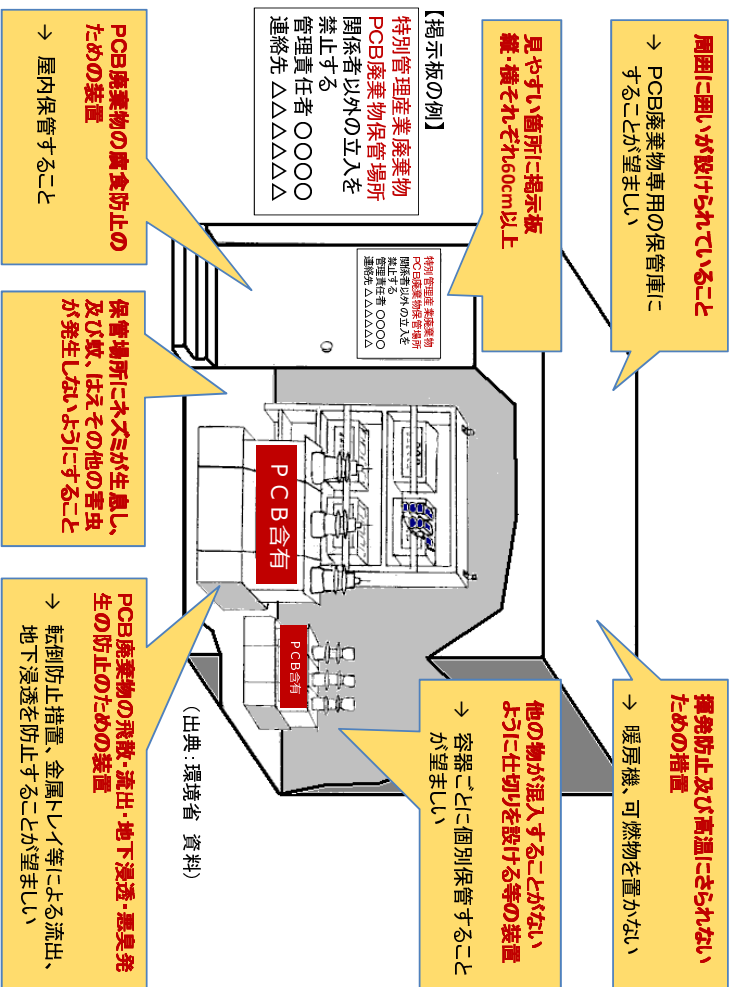 周囲に囲いが設けられていること
→ PCB廃棄物専用の保管庫に
することが望ましい
揮発防止及び高温にさられない
ための措置
→ 暖房機、可燃物を置かない
見やすい箇所に掲示板
縦・横それぞれ60cm以上
他の物が混入することがない
ように仕切りを設ける等の装置
→ 容器ごとに個別保管すること
が望ましい
【掲示板の例】
特別管理産業廃棄物
PCB廃棄物保管場所
関係者以外の立入を
禁止する
管理責任者 〇〇〇〇
連絡先 △△△△△△
特別管理産業廃棄物
PCB廃棄物保管場所
関係者以外の立入を
禁止する
管理責任者 〇〇〇〇
連絡先 △△△△△△
PCB含有
PCB含有
(出典:環境省 資料)
PCB廃棄物の腐食防止の
ための装置
→ 屋内保管すること
保管場所にネズミが生息し、
及び蚊、はえその他の害虫
が発生しないようにすること
PCB廃棄物の飛散・流出・地下浸透・悪臭発
生の防止のための装置
→ 転倒防止措置、金属トレイ等による流出、
地下浸透を防止することが望ましい